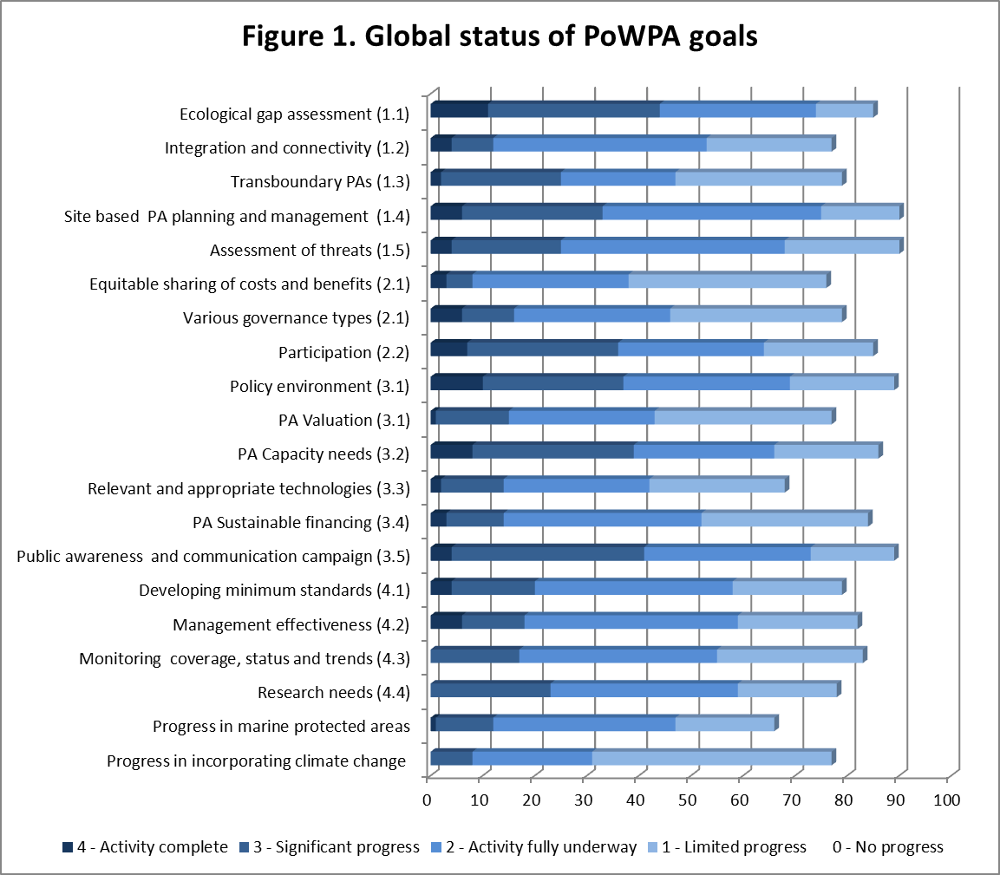 Figure 1. Global status of PoWPA goals
Ecological gap assessment (1.1)
Integration and connectivity (1.2)
Transboundary PAs (1.3)
Site based  PA planning and management  (1.4)
Assessment of threats (1.5)
Equitable sharing of costs and benefits (2.1)
Various governance types (2.1)
Participation (2.2)
Policy environment (3.1)
PA Valuation (3.1)
PA Capacity needs (3.2)
Relevant and appropriate technologies (3.3)
PA Sustainable financing (3.4)
Public awareness  and communication campaign (3.5)
Developing minimum standards (4.1)
Management effectiveness (4.2)
Monitoring  coverage, status and trends (4.3)
Research needs (4.4)
Progress in marine protected areas
Progress in incorporating climate change
0 10 20 30 40 50 60 70 80 90 100
4 - Activity complete 3 - Significant progress 2 - Activity fully underway 1 - Limited progress 0 - No progress